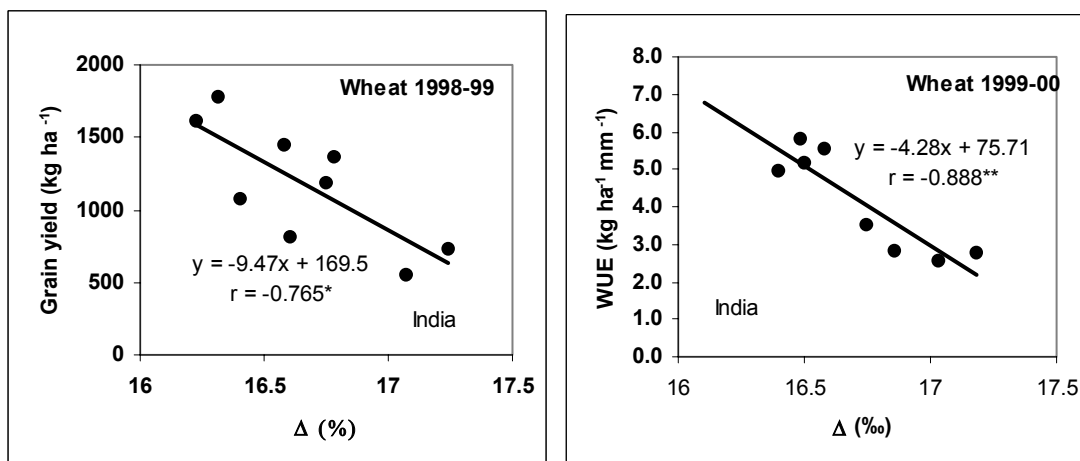 2000
1500
1000
500
0
16
16.5
17
17.5
Grain yield (kg ha -1)
Wheat 1998-99
y = -9.47x + 169.5
r = -0.765*
India
Δ (%)
8.0
7.0
6.0
5.0
4.0
3.0
2.0
1.0
0.0
16
16.5
17
17.5
WUE (kg ha-1 mm-1)
Wheat 1999-00
y = -4.28x + 75.71
r = -0.888**
India
Δ (‰)